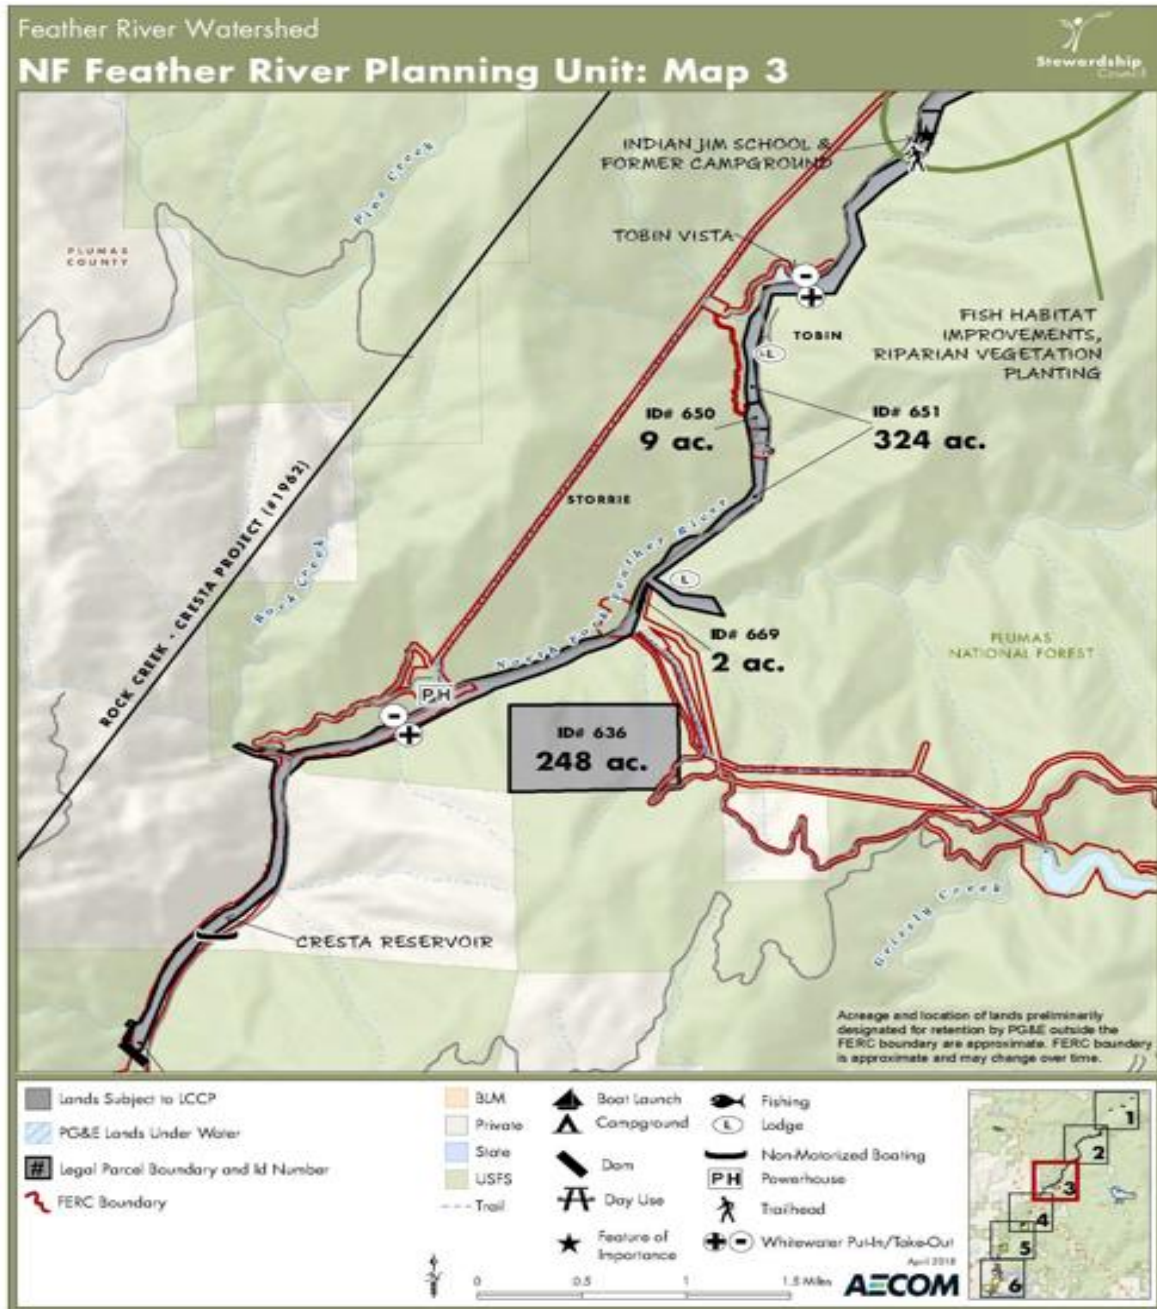 Feather River Watershed
NF Feather River Planning Unit: Map 3
Stewardship
Council
INDIAN JIM SCHOOL &
FORMER CAMPGROUND
Pine Creek
PLUMAS
COUNTY
TOBIN VISTA
FISH HABITAT
IMPROVEMENTS,
RIPARIAN VEGETATION
PLANTING
TOBIN
L
ID# 650
9 ac.
ID# 651
324 ac.
ROCK CREEK - CRESTA PROJECT (#1962)
STORRIE
Rock Creek
North Fork Feather River
L
ID# 669
2 ac.
PLUMAS
NATIONAL FOREST
PH
ID# 636
248 ac.
Grizzly Creek
CRESTA RESERVOIR
Acreage and location of lands preliminarily
designated for retention by PG&E outside the
FERC boundary are approximate. FERC boundary
is approximate and may change over time.
Lands Subject to LCCP
PG&E Lands Under Water
# Legal Parcel Boundary and Id Number
FERC Boundary
BLM
Private
State
USFS
Trail
Boat Launch
Campground
Dam
Day Use
Feature of
Importance
Fishing
L Lodge
Non-Motorized Boating
PH Powerhouse
Trailhead
Whitewater Put-In/Take-Out
April 2018
0 0.5 1 1.5 Miles
AECOM
1
2
3
4
5
6